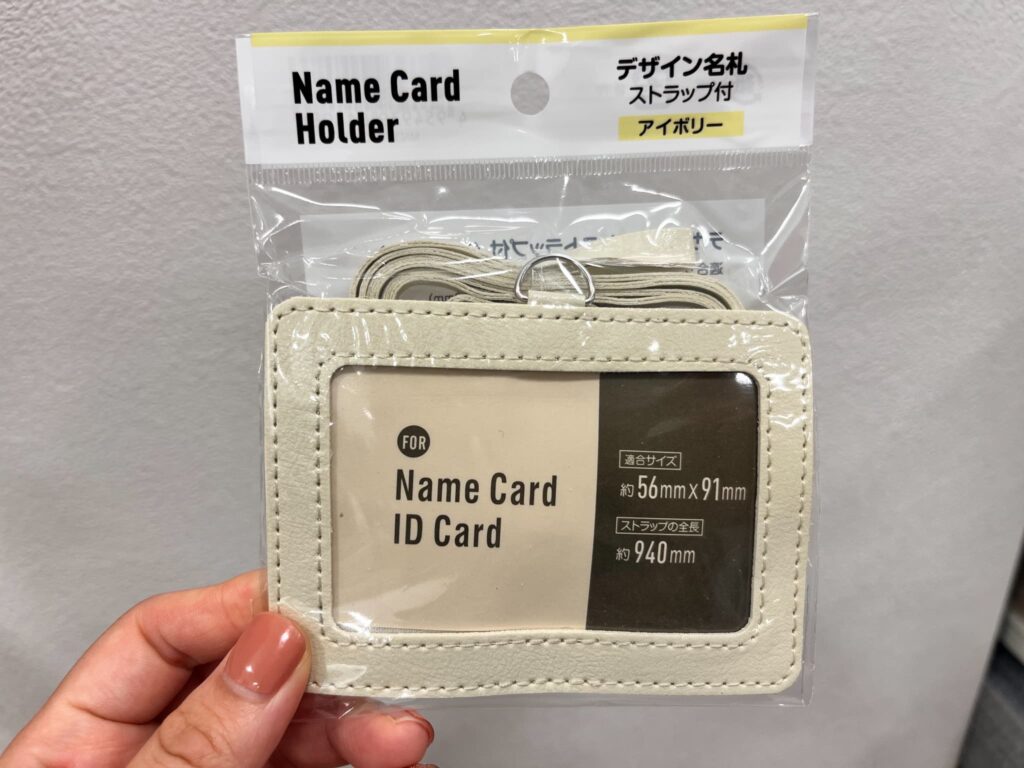 Name Card
Holder
デザイン名札
ストラップ付
アイボリー
FOR
Name Card
ID Card
適合サイズ
約56mm×91mm
ストラップの全長
約940mm